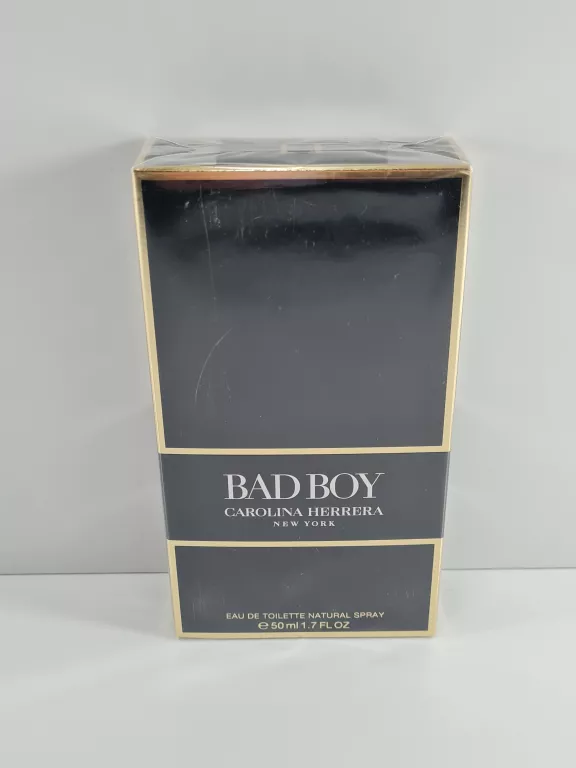 BAD BOY
CAROLINA HERRERA
NEW YORK
EAU DE TOILETTE NATURAL SPRAY
℮ 50 ml 1.7 FL OZ